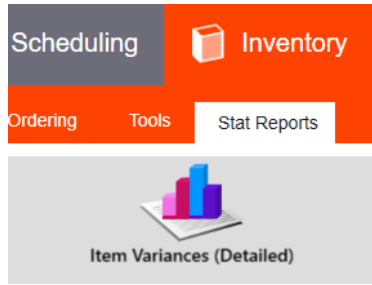 Scheduling Inventory
Ordering Tools Stat Reports
Item Variances (Detailed)